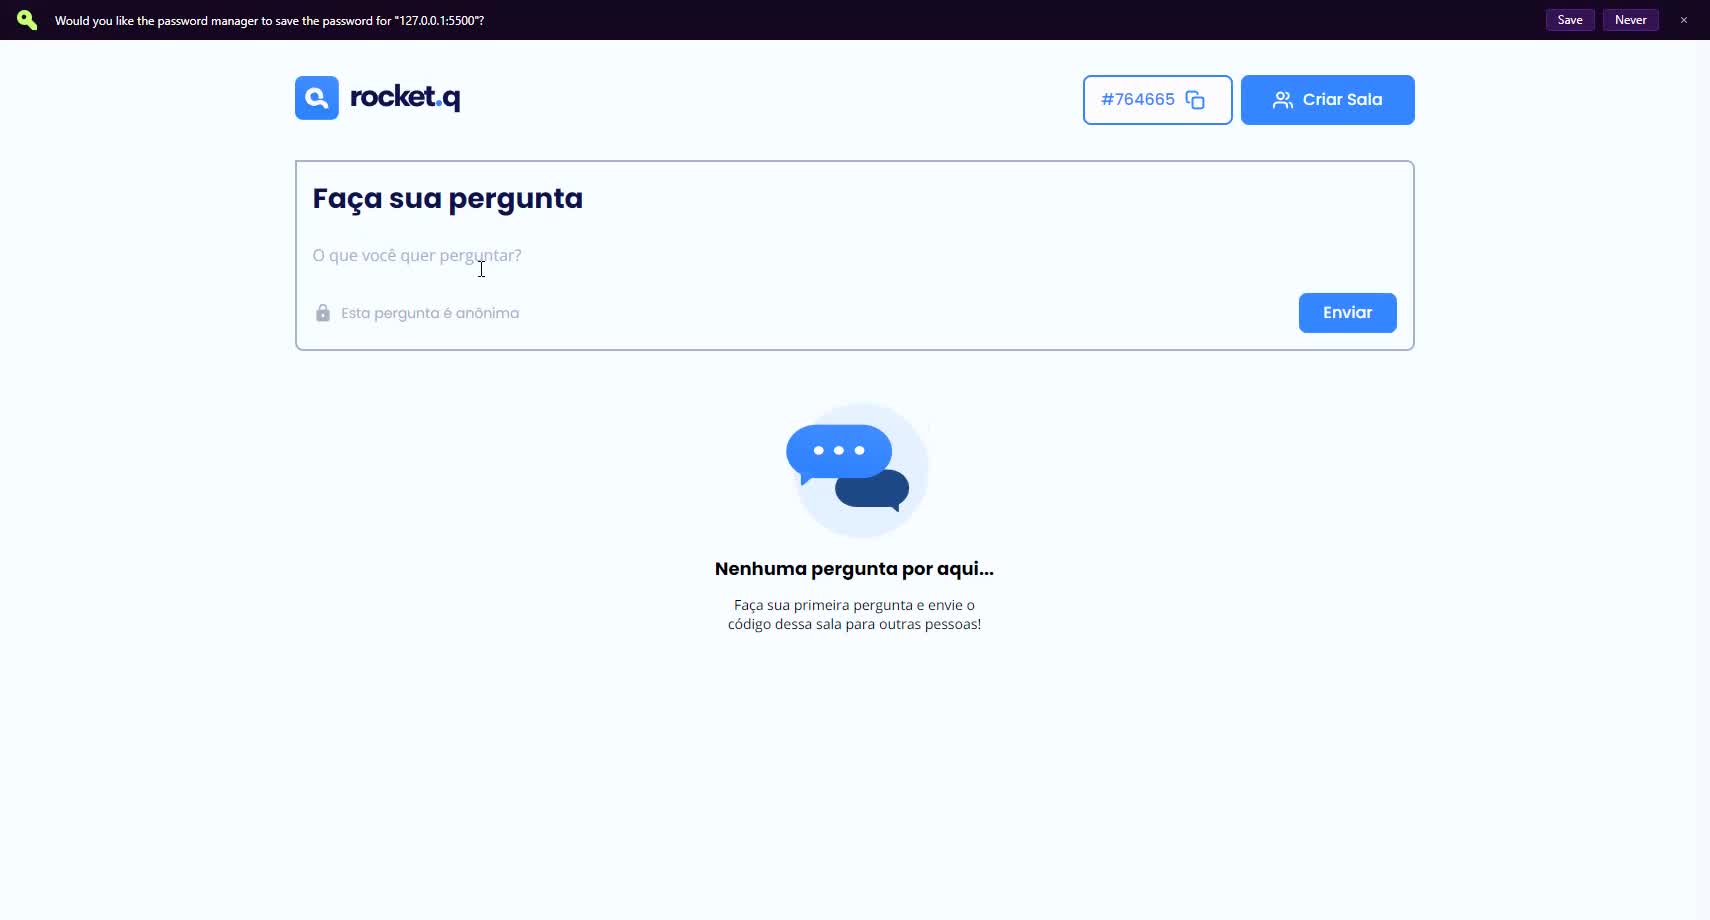 Would you like the password manager to save the password for "127.0.0.1:5500"?
Save
Never
rocket.q
#764665
Criar Sala
Faça sua pergunta
O que você quer perguntar?
Esta pergunta é anônima
Enviar
Nenhuma pergunta por aqui...
Faça sua primeira pergunta e envie o
código dessa sala para outras pessoas!